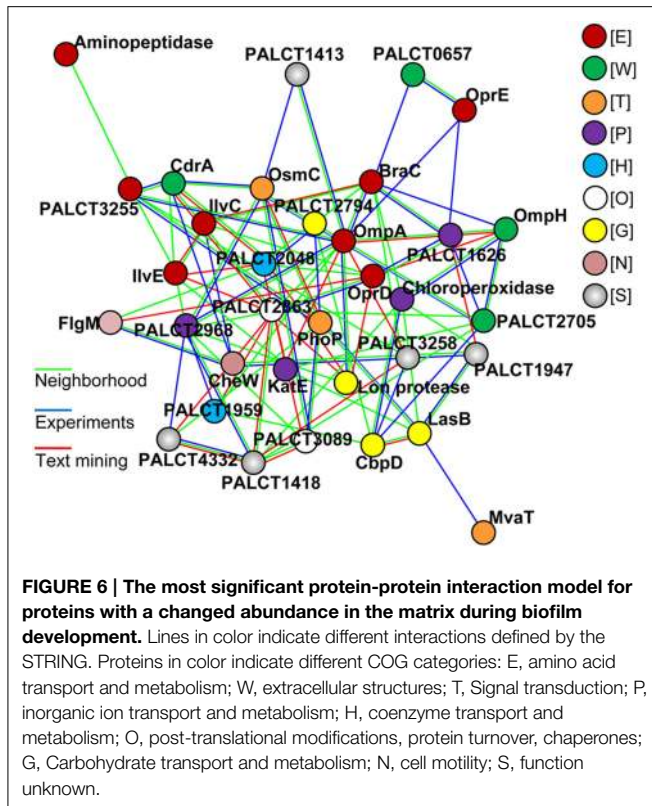 Aminopeptidase
PALCT1413
PALCT0657
OprE
[E]
[W]
[T]
[P]
[H]
[O]
[G]
[N]
[S]
CdrA
OsmC
BraC
PALCT3255
IlvC
PALCT2794
OmpA
OmpH
PALCT2048
PALCT1626
IlvE
OprD
Chloroperoxidase
PALCT2863
FlgM
PALCT2968
PhoP
PALCT2705
Neighborhood
PALCT3258
CheW
KatE
Lon protease
PALCT1947
Experiments
PALCT1959
LasB
Text mining
PALCT3089
PALCT4332
CbpD
PALCT1418
MvaT
FIGURE 6 | The most significant protein-protein interaction model for
proteins with a changed abundance in the matrix during biofilm
development. Lines in color indicate different interactions defined by the
STRING. Proteins in color indicate different COG categories: E, amino acid
transport and metabolism; W, extracellular structures; T, Signal transduction; P,
inorganic ion transport and metabolism; H, coenzyme transport and
metabolism; O, post-translational modifications, protein turnover, chaperones;
G, Carbohydrate transport and metabolism; N, cell motility; S, function
unknown.